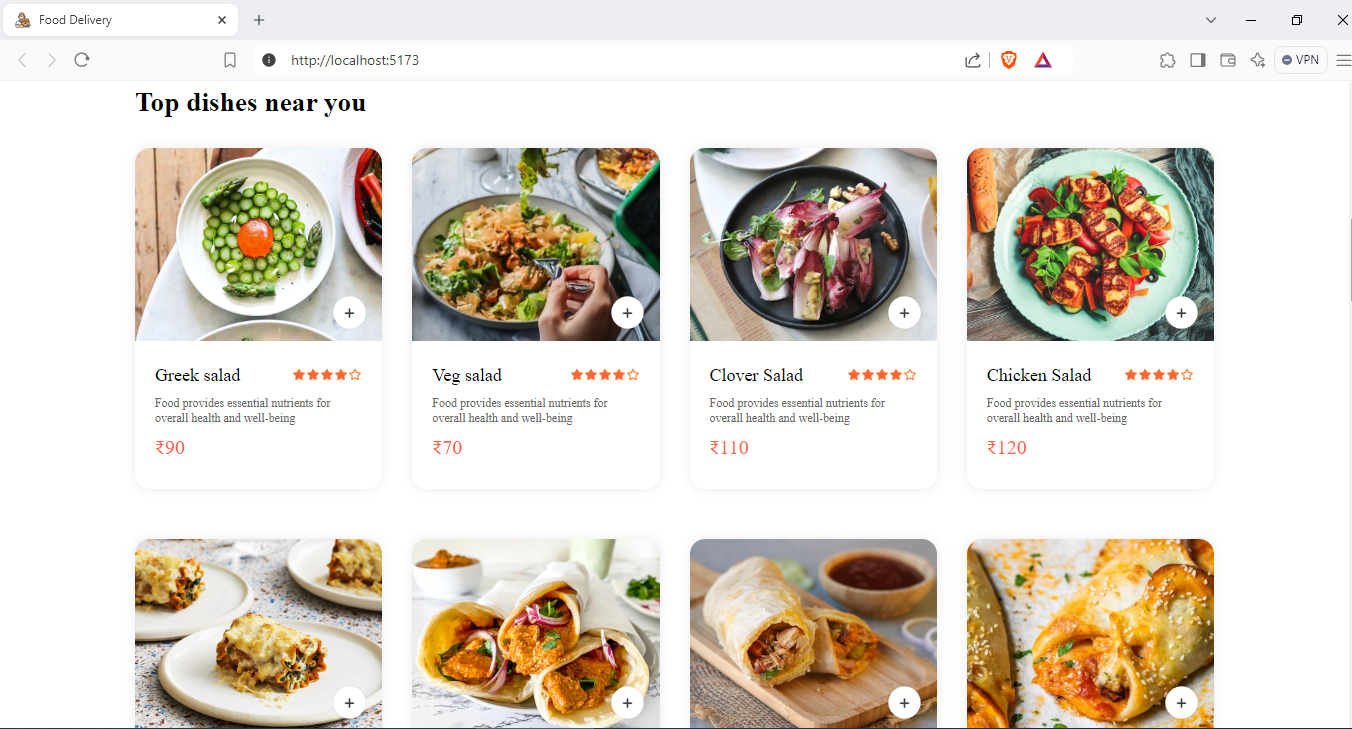 Food Delivery
http://localhost:5173
VPN
Top dishes near you
Greek salad
Food provides essential nutrients for
overall health and well-being
₹90
Veg salad
Food provides essential nutrients for
overall health and well-being
₹70
Clover Salad
Food provides essential nutrients for
overall health and well-being
₹110
Chicken Salad
Food provides essential nutrients for
overall health and well-being
₹120